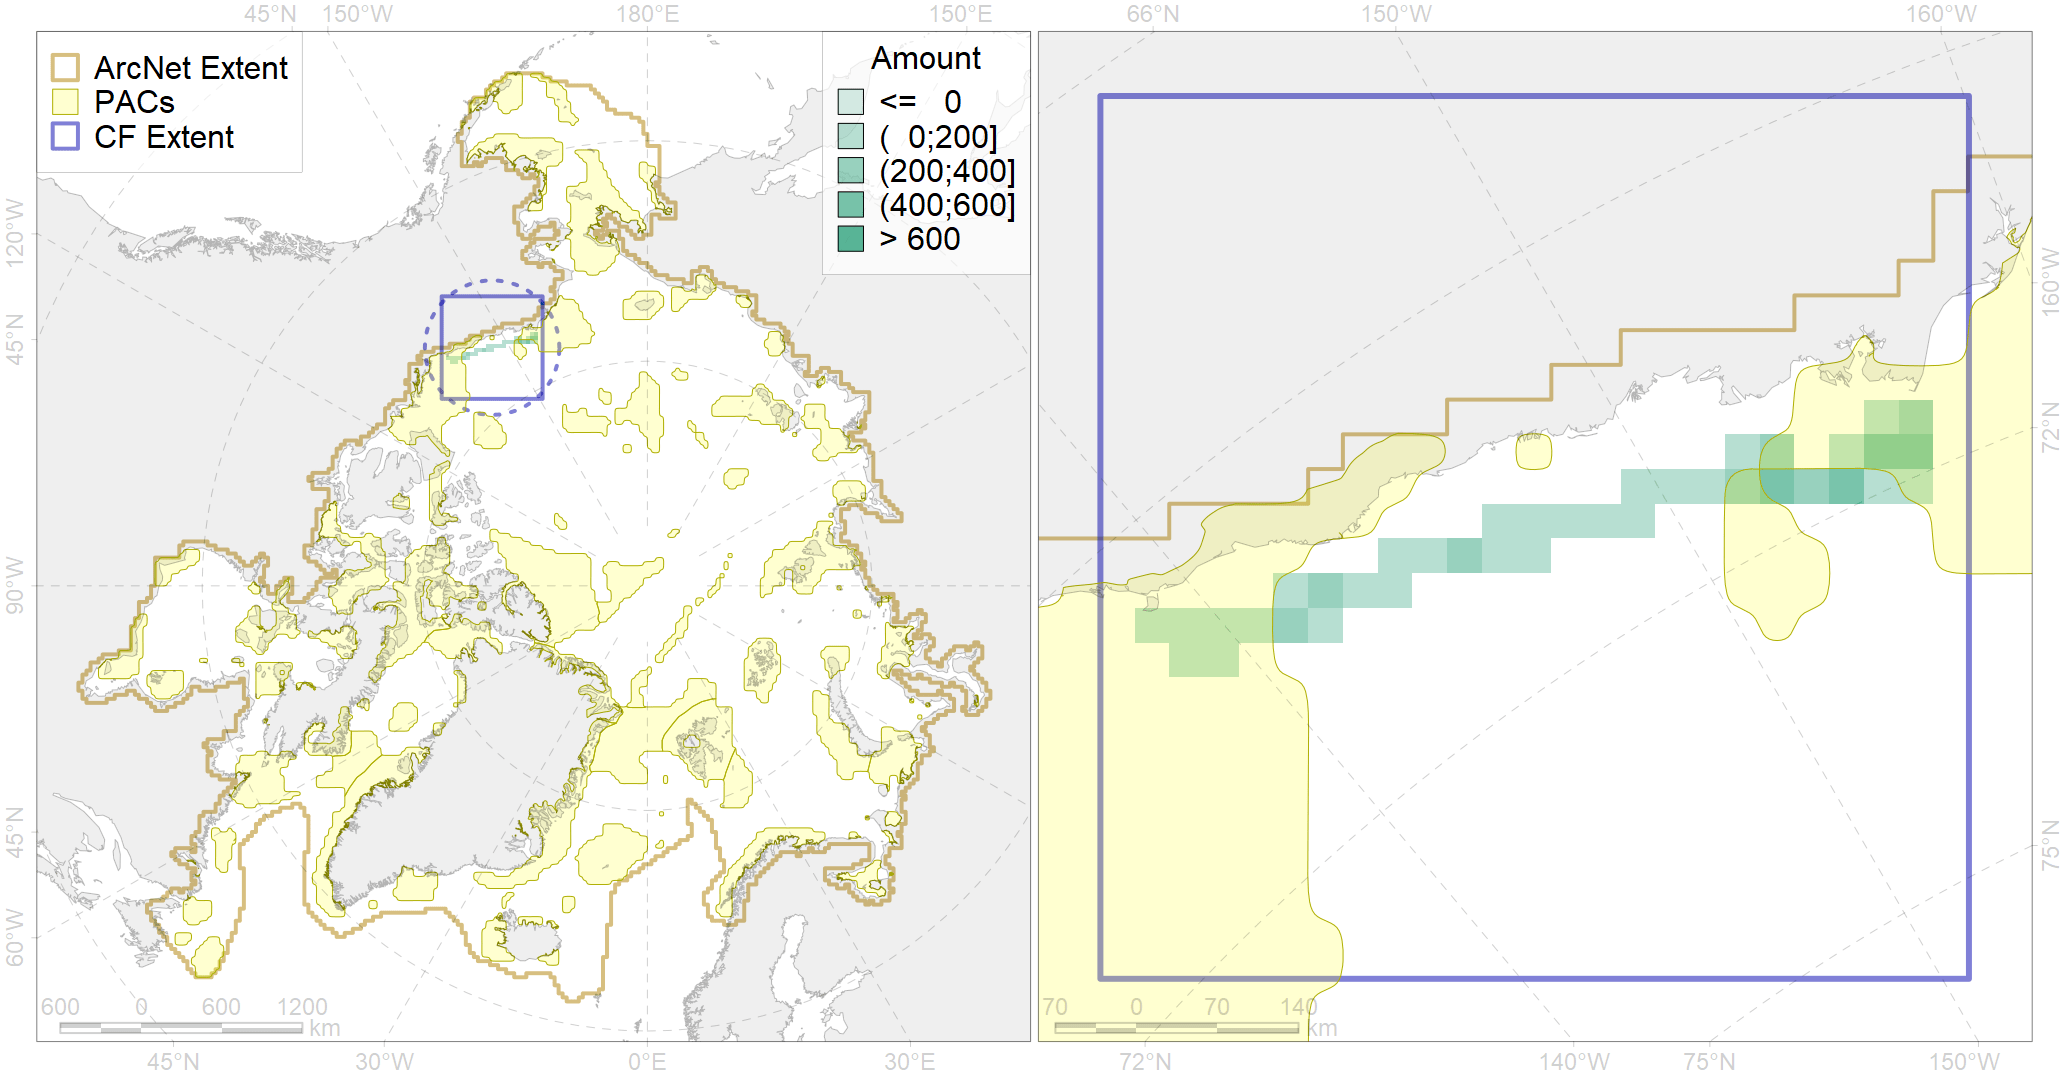 45°N 150°W 180°E 150°E 66°N 150°W 160°W
ArcNet Extent
PACs
CF Extent
Amount
<= 0
( 0;200]
(200;400]
(400;600]
> 600
120°W
45°N
90°W
45°N
60°W
160°W
72°N
75°N
600 0 600 1200
km
70 0 70 140
km
45°N 30°W 0°E 30°E 72°N 140°W 75°N 150°W